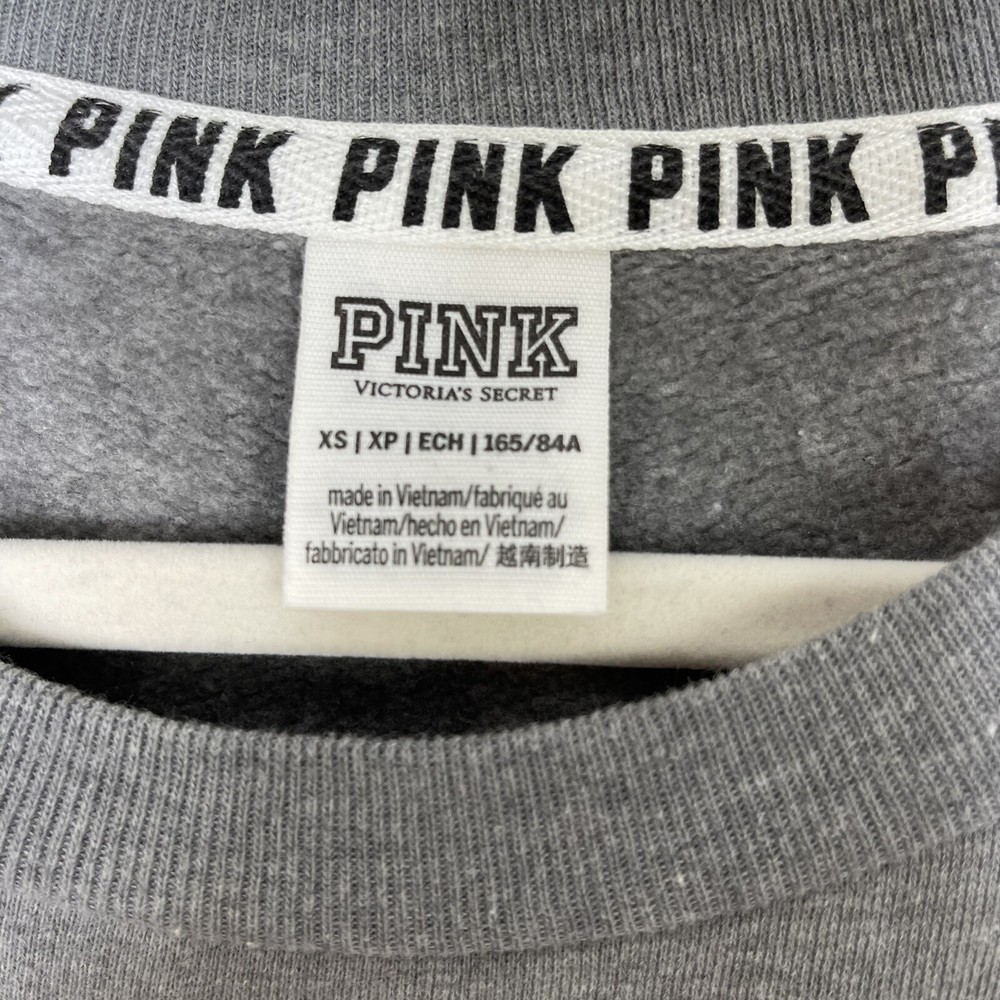 PINK PINK PINK
PINK
VICTORIA'S SECRET
XS | XP | ECH | 165/84A
made in Vietnam/fabriqué au
Vietnam/hecho en Vietnam/
fabbricato in Vietnam/ 越南制造